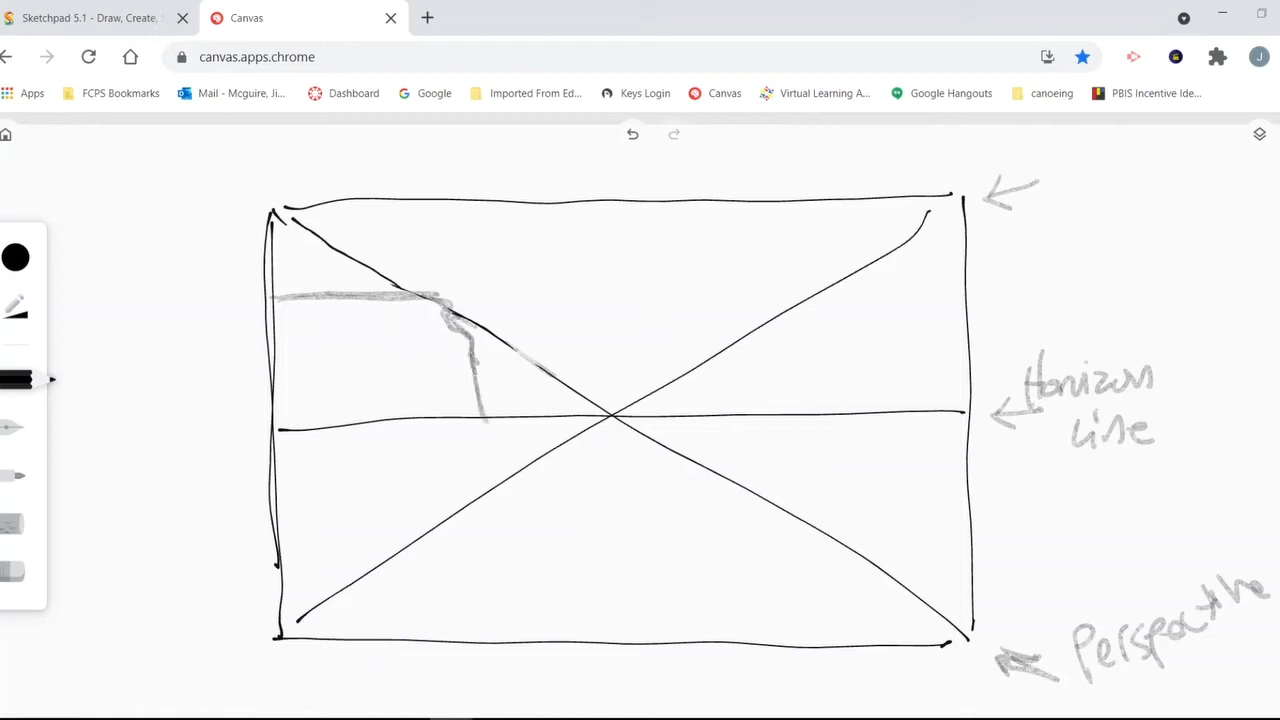 Sketchpad 5.1 - Draw, Create,
Canvas
canvas.apps.chrome
J
Apps
FCPS Bookmarks
Mail - Mcguire, Ji...
Dashboard
Google
Imported From Ed...
Keys Login
Canvas
Virtual Learning A...
Google Hangouts
canoeing
PBIS Incentive Ide...
Horizon
Line
Perspective